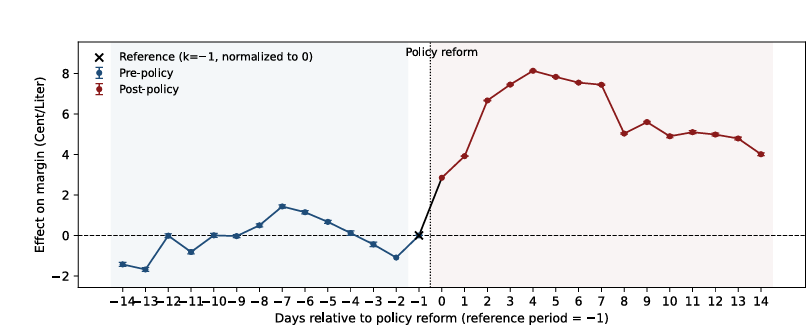 Policy reform
Reference (k=−1, normalized to 0)
Pre-policy
Post-policy
Effect on margin (Cent/Liter)
8
6
4
2
0
−2
−14 −13 −12 −11 −10 −9 −8 −7 −6 −5 −4 −3 −2 −1 0 1 2 3 4 5 6 7 8 9 10 11 12 13 14
Days relative to policy reform (reference period = −1)